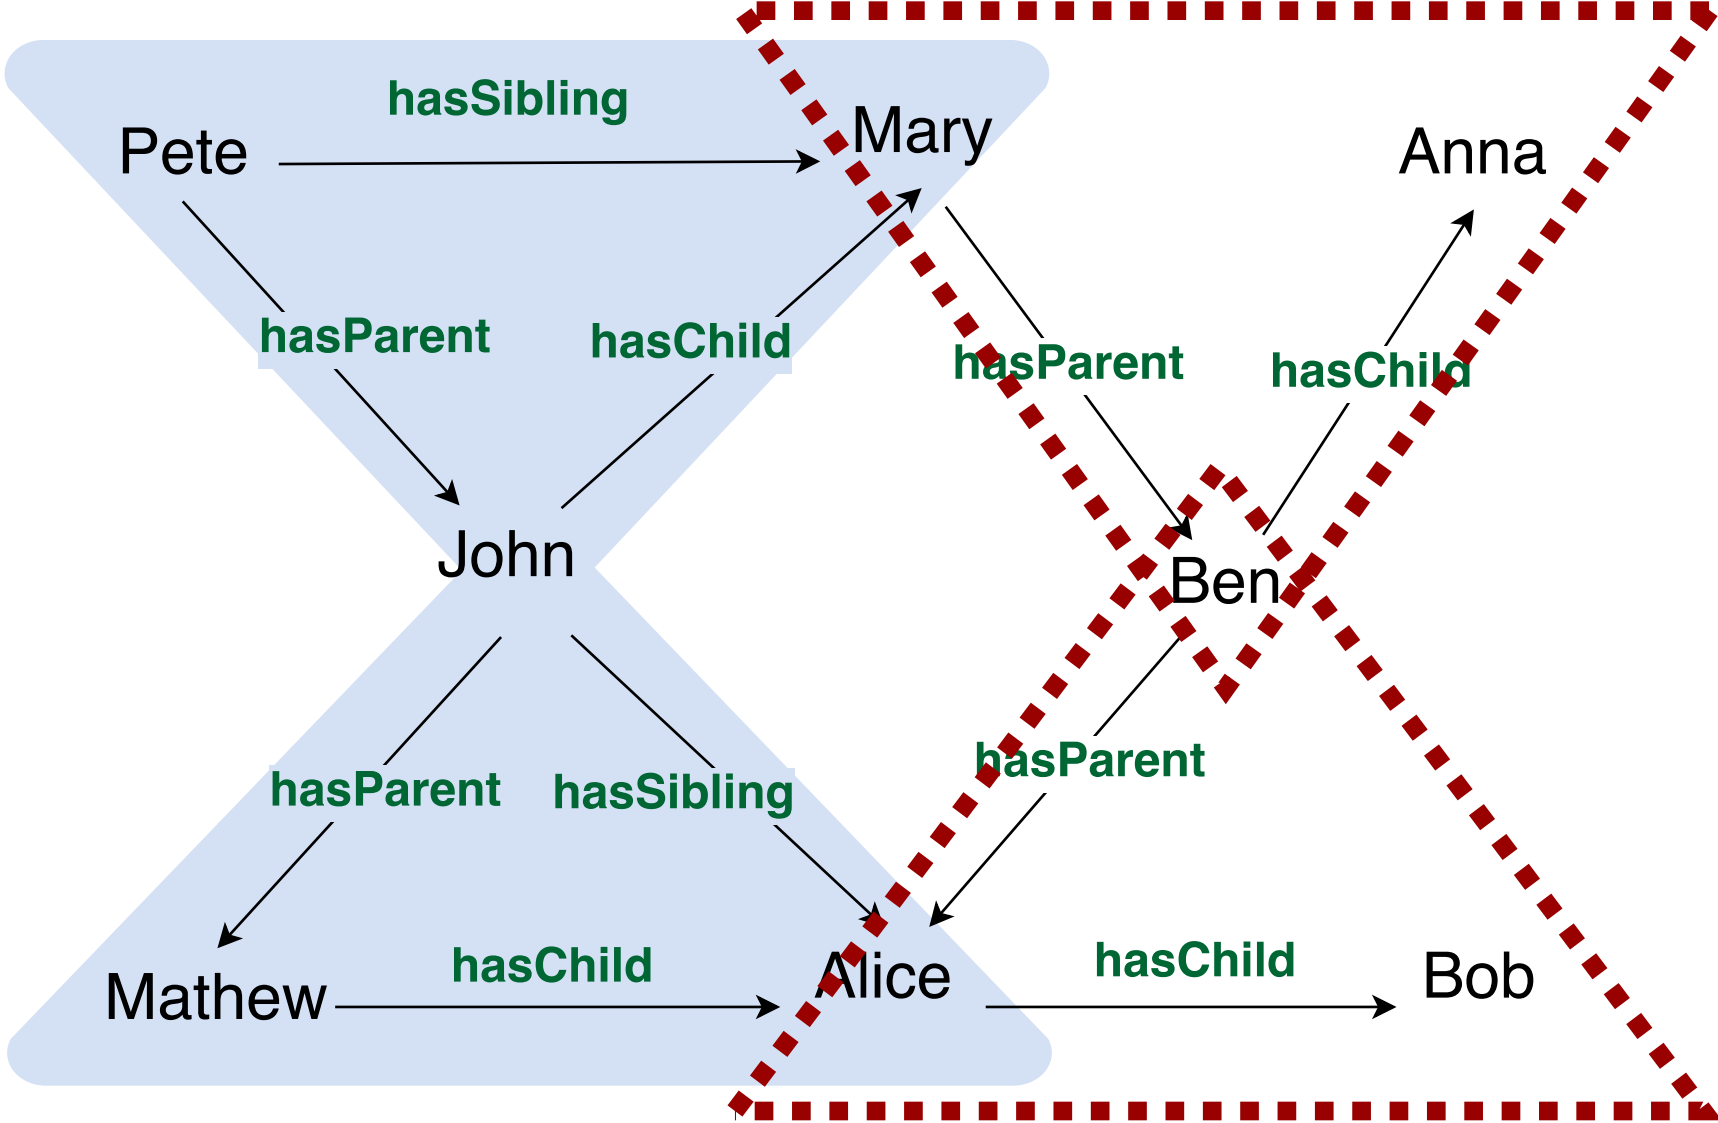 hasSibling
Pete
Mary
Anna
hasParent
hasChild
hasParent
hasChild
John
Ben
hasParent
hasSibling
hasParent
Mathew
hasChild
Alice
hasChild
Bob